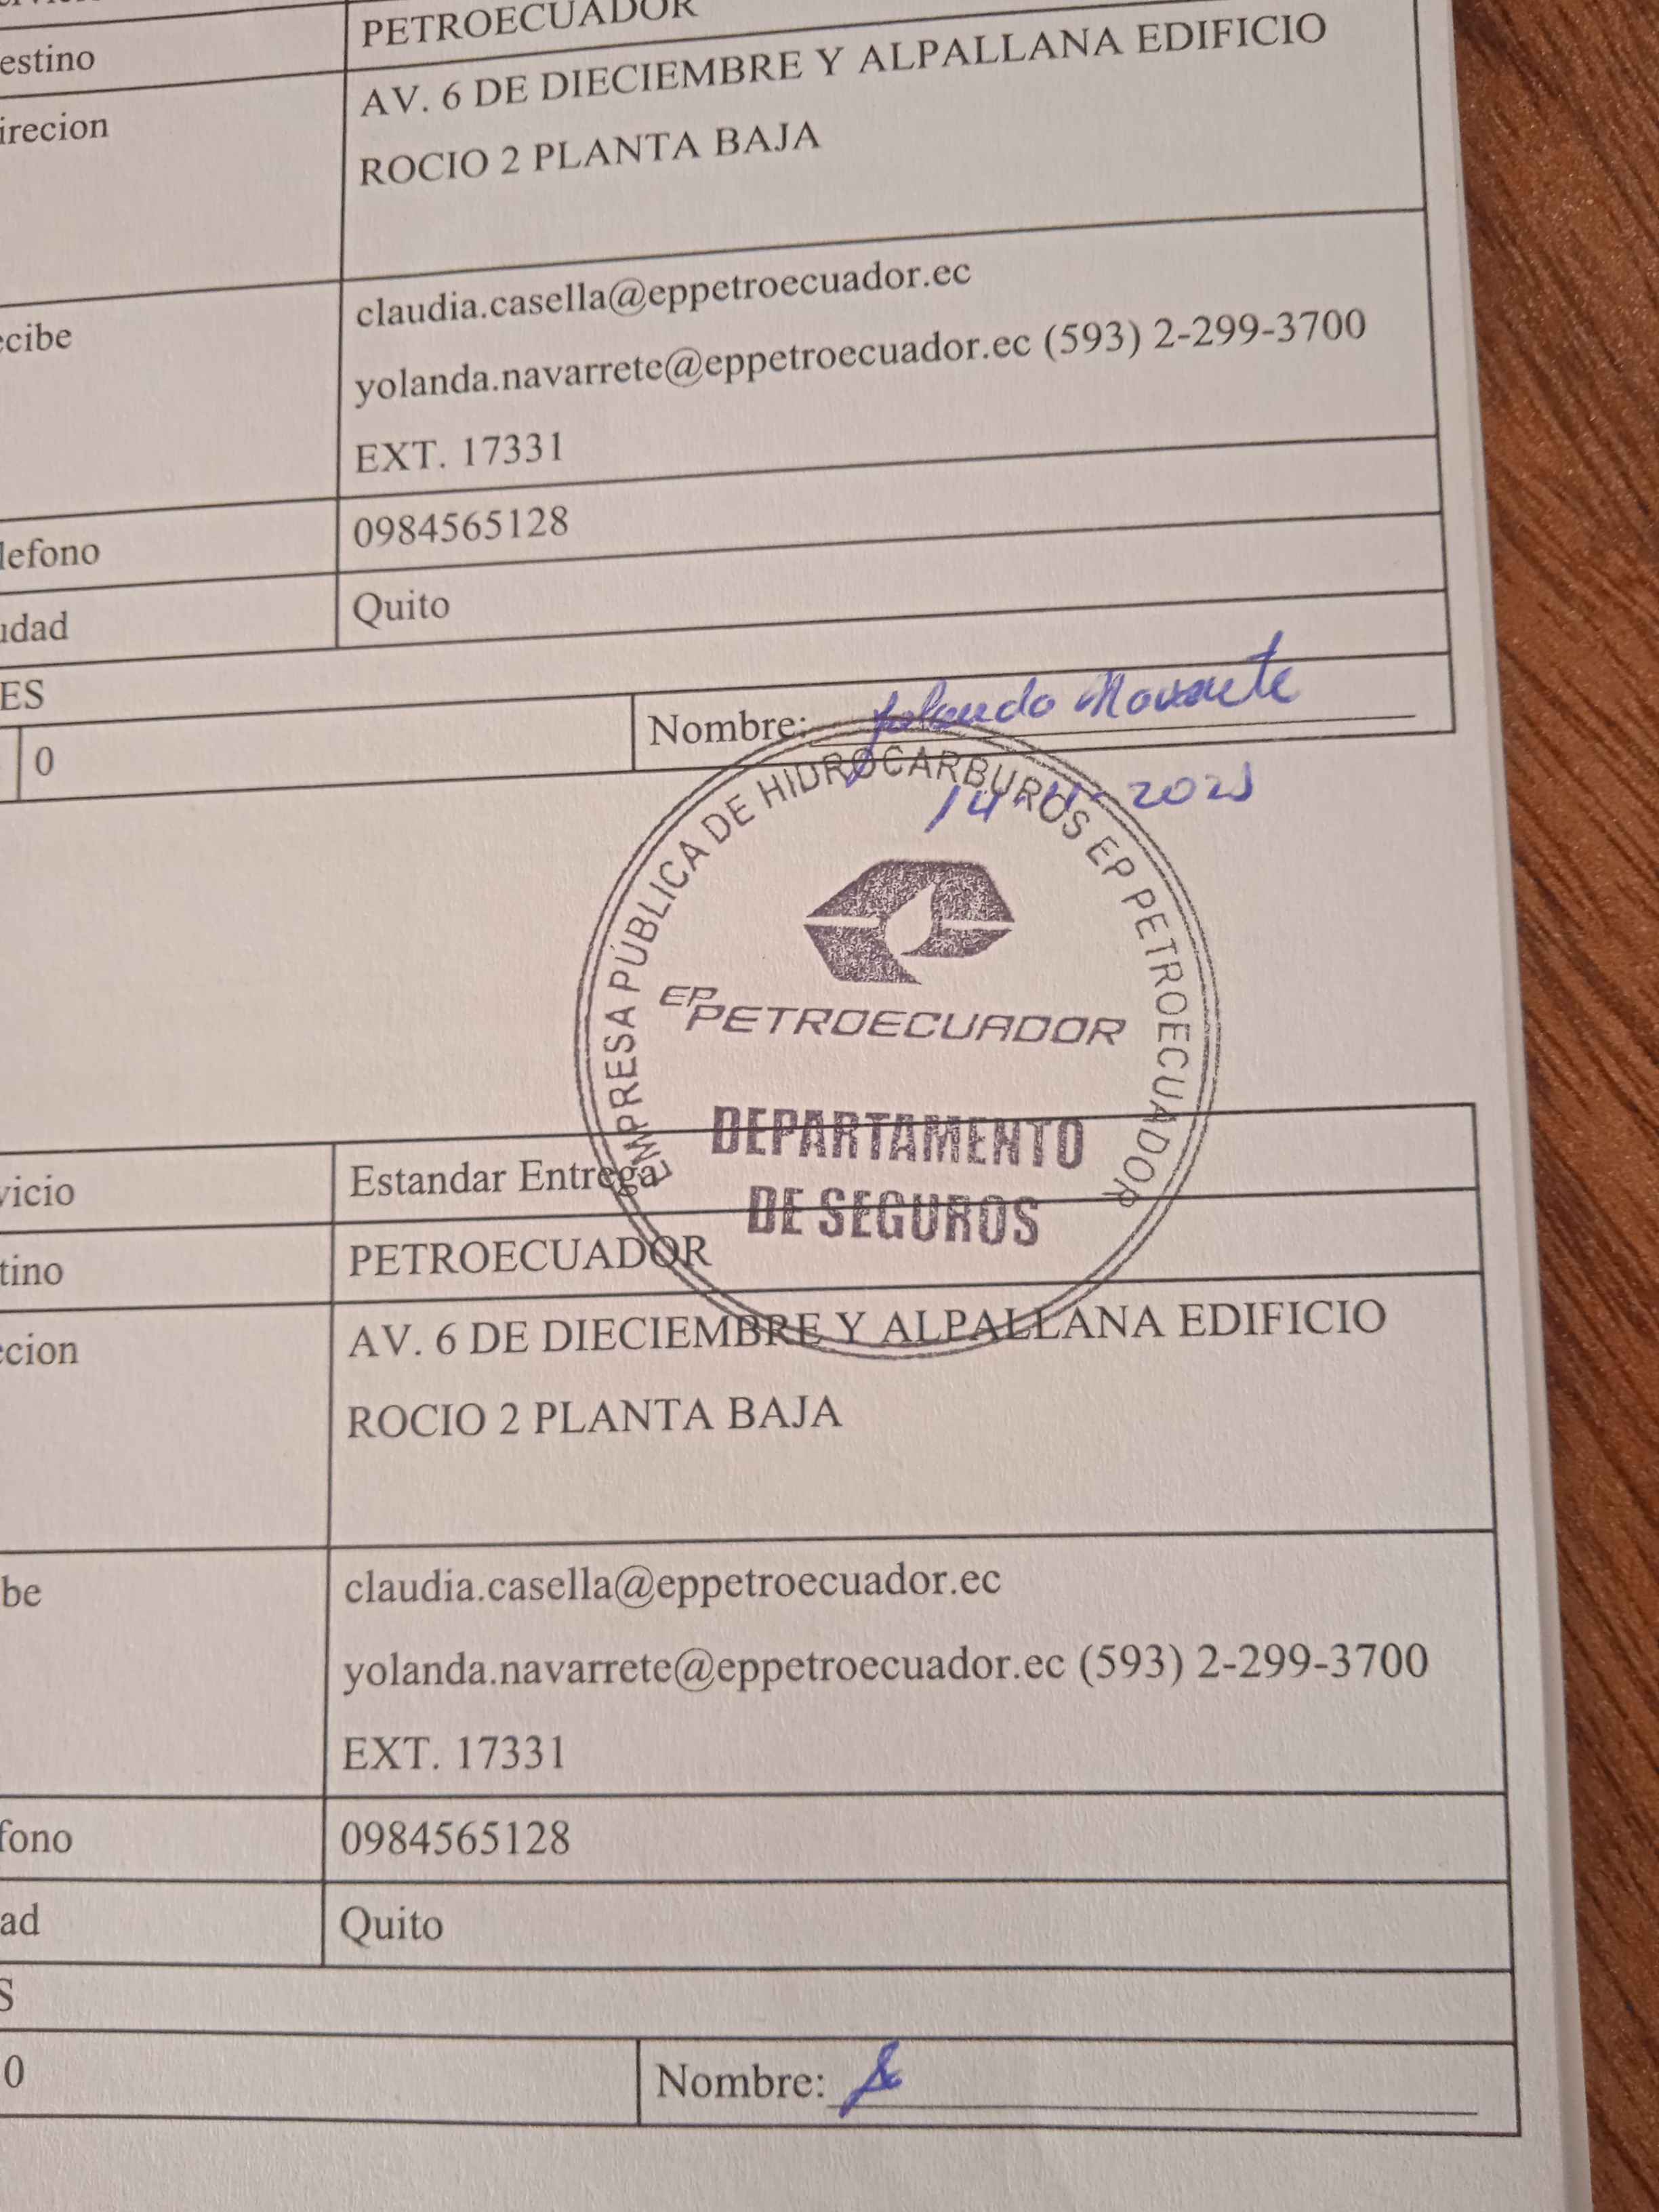 PETROECUADOR
estino
AV. 6 DE DIECIEMBRE Y ALPALLANA EDIFICIO
irecion
ROCIO 2 PLANTA BAJA
claudia.casella@eppetroecuador.ec
ecibe
yolanda.navarrete@eppetroecuador.ec (593) 2-299-3700
EXT. 17331
lefono
0984565128
udad
Quito
ES
0
Nombre: Yolanda Navarrete
EMPRESA PÚBLICA DE HIDROCARBUROS EP PETROECUADOR
EP PETROECUADOR
DEPARTAMENTO
DE SEGUROS
vicio
Estandar Entrega
tino
PETROECUADOR
ecion
AV. 6 DE DIECIEMBRE Y ALPALLANA EDIFICIO
ROCIO 2 PLANTA BAJA
be
claudia.casella@eppetroecuador.ec
yolanda.navarrete@eppetroecuador.ec (593) 2-299-3700
EXT. 17331
fono
0984565128
ad
Quito
S
0
Nombre: